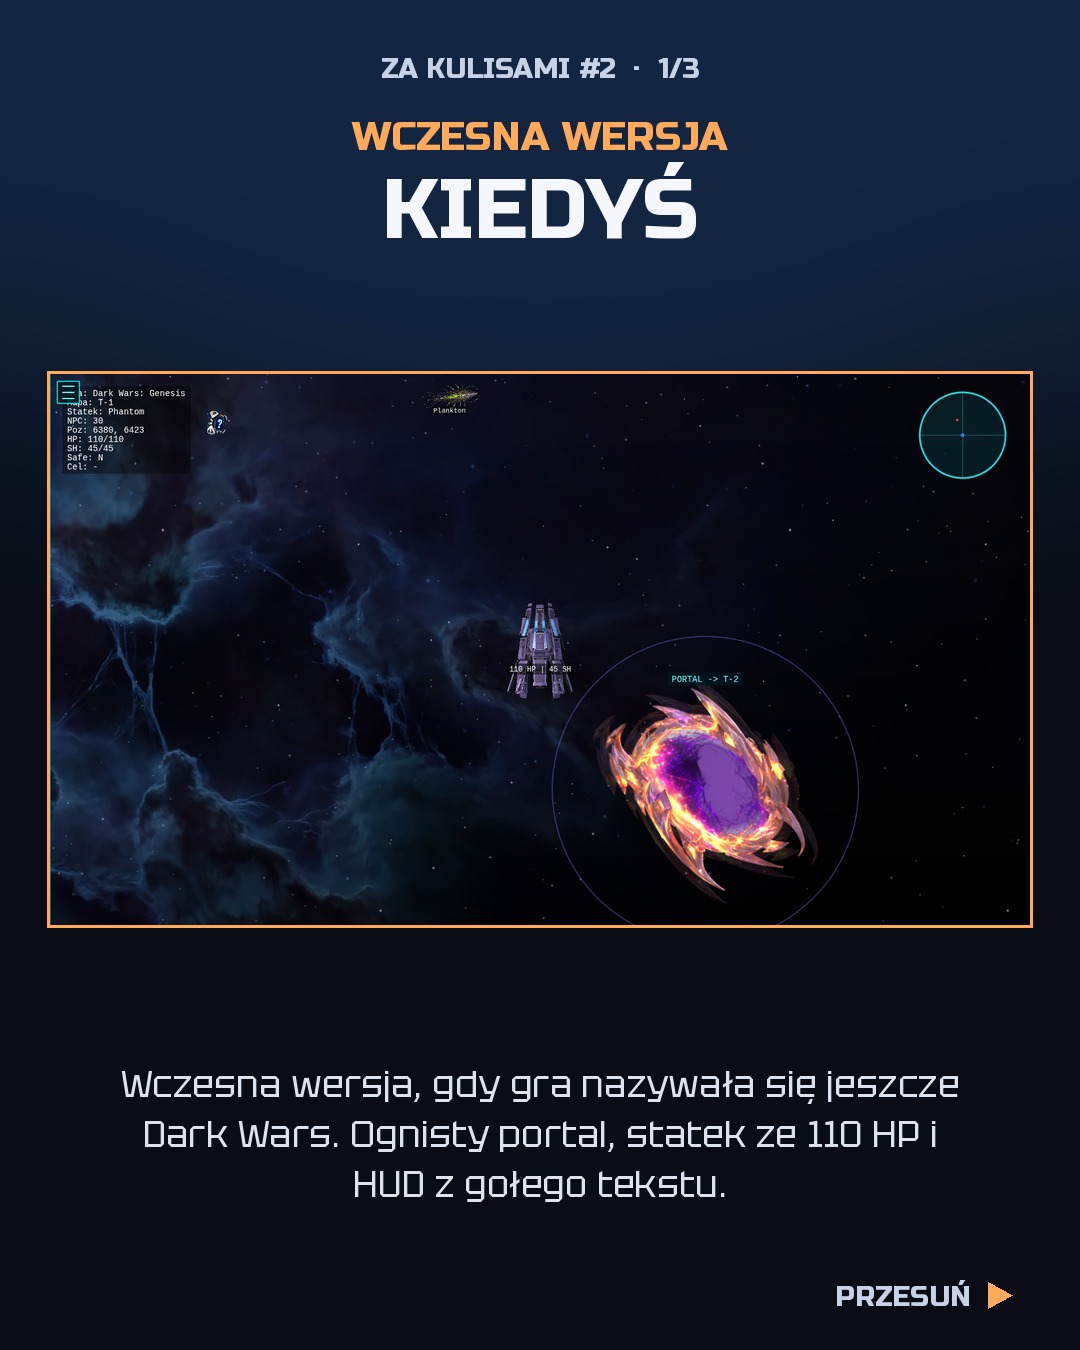 ZA KULISAMI #2 · 1/3
WCZESNA WERSJA
KIEDYŚ
a: Dark Wars: Genesis
apa: T-1
Statek: Phantom
NPC: 30
Poz: 6380, 6423
HP: 110/110
SH: 45/45
Safe: N
Cel: -
?
Plankton
110 HP | 45 SH
PORTAL -> T-2
Wczesna wersja, gdy gra nazywała się jeszcze
Dark Wars. Ognisty portal, statek ze 110 HP i
HUD z gołego tekstu.
PRZESUŃ